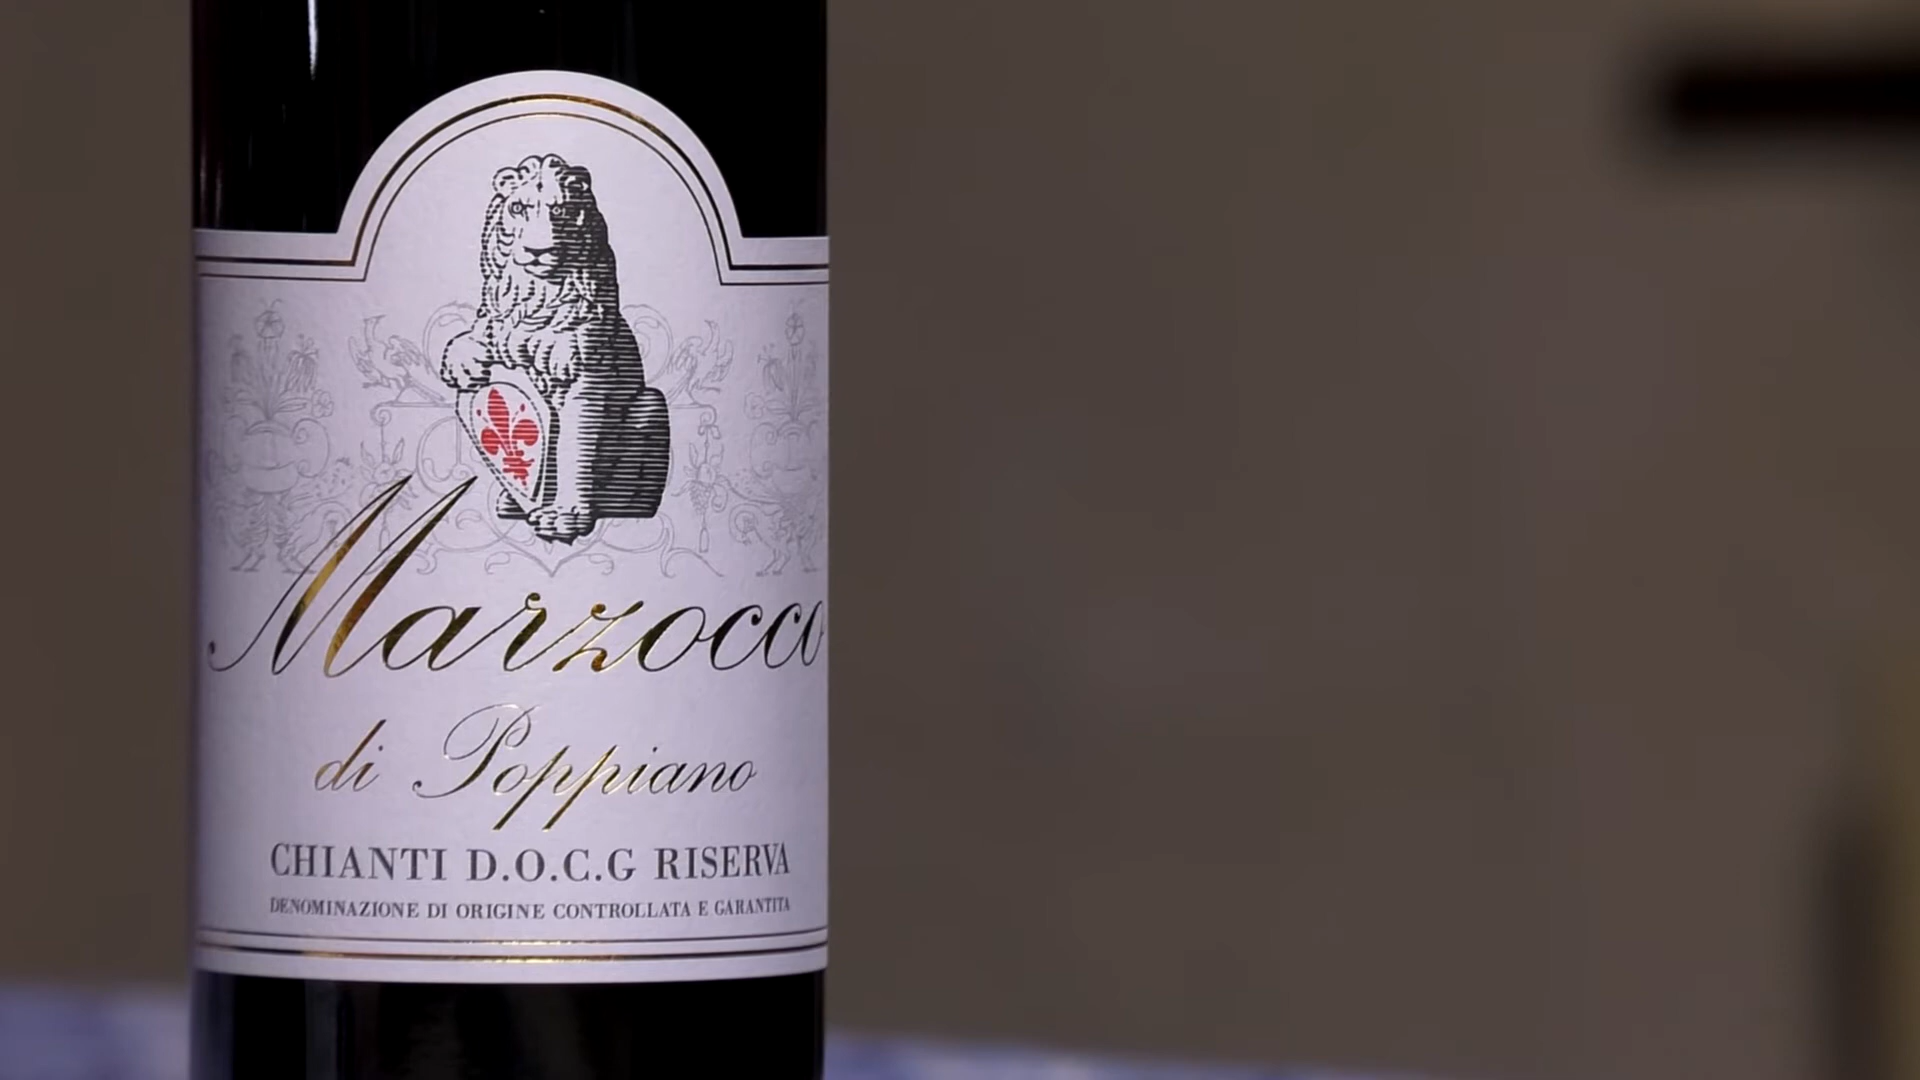 Marzocco
di Poppiano
CHIANTI D.O.C.G RISERVA
DENOMINAZIONE DI ORIGINE CONTROLLATA E GARANTITA